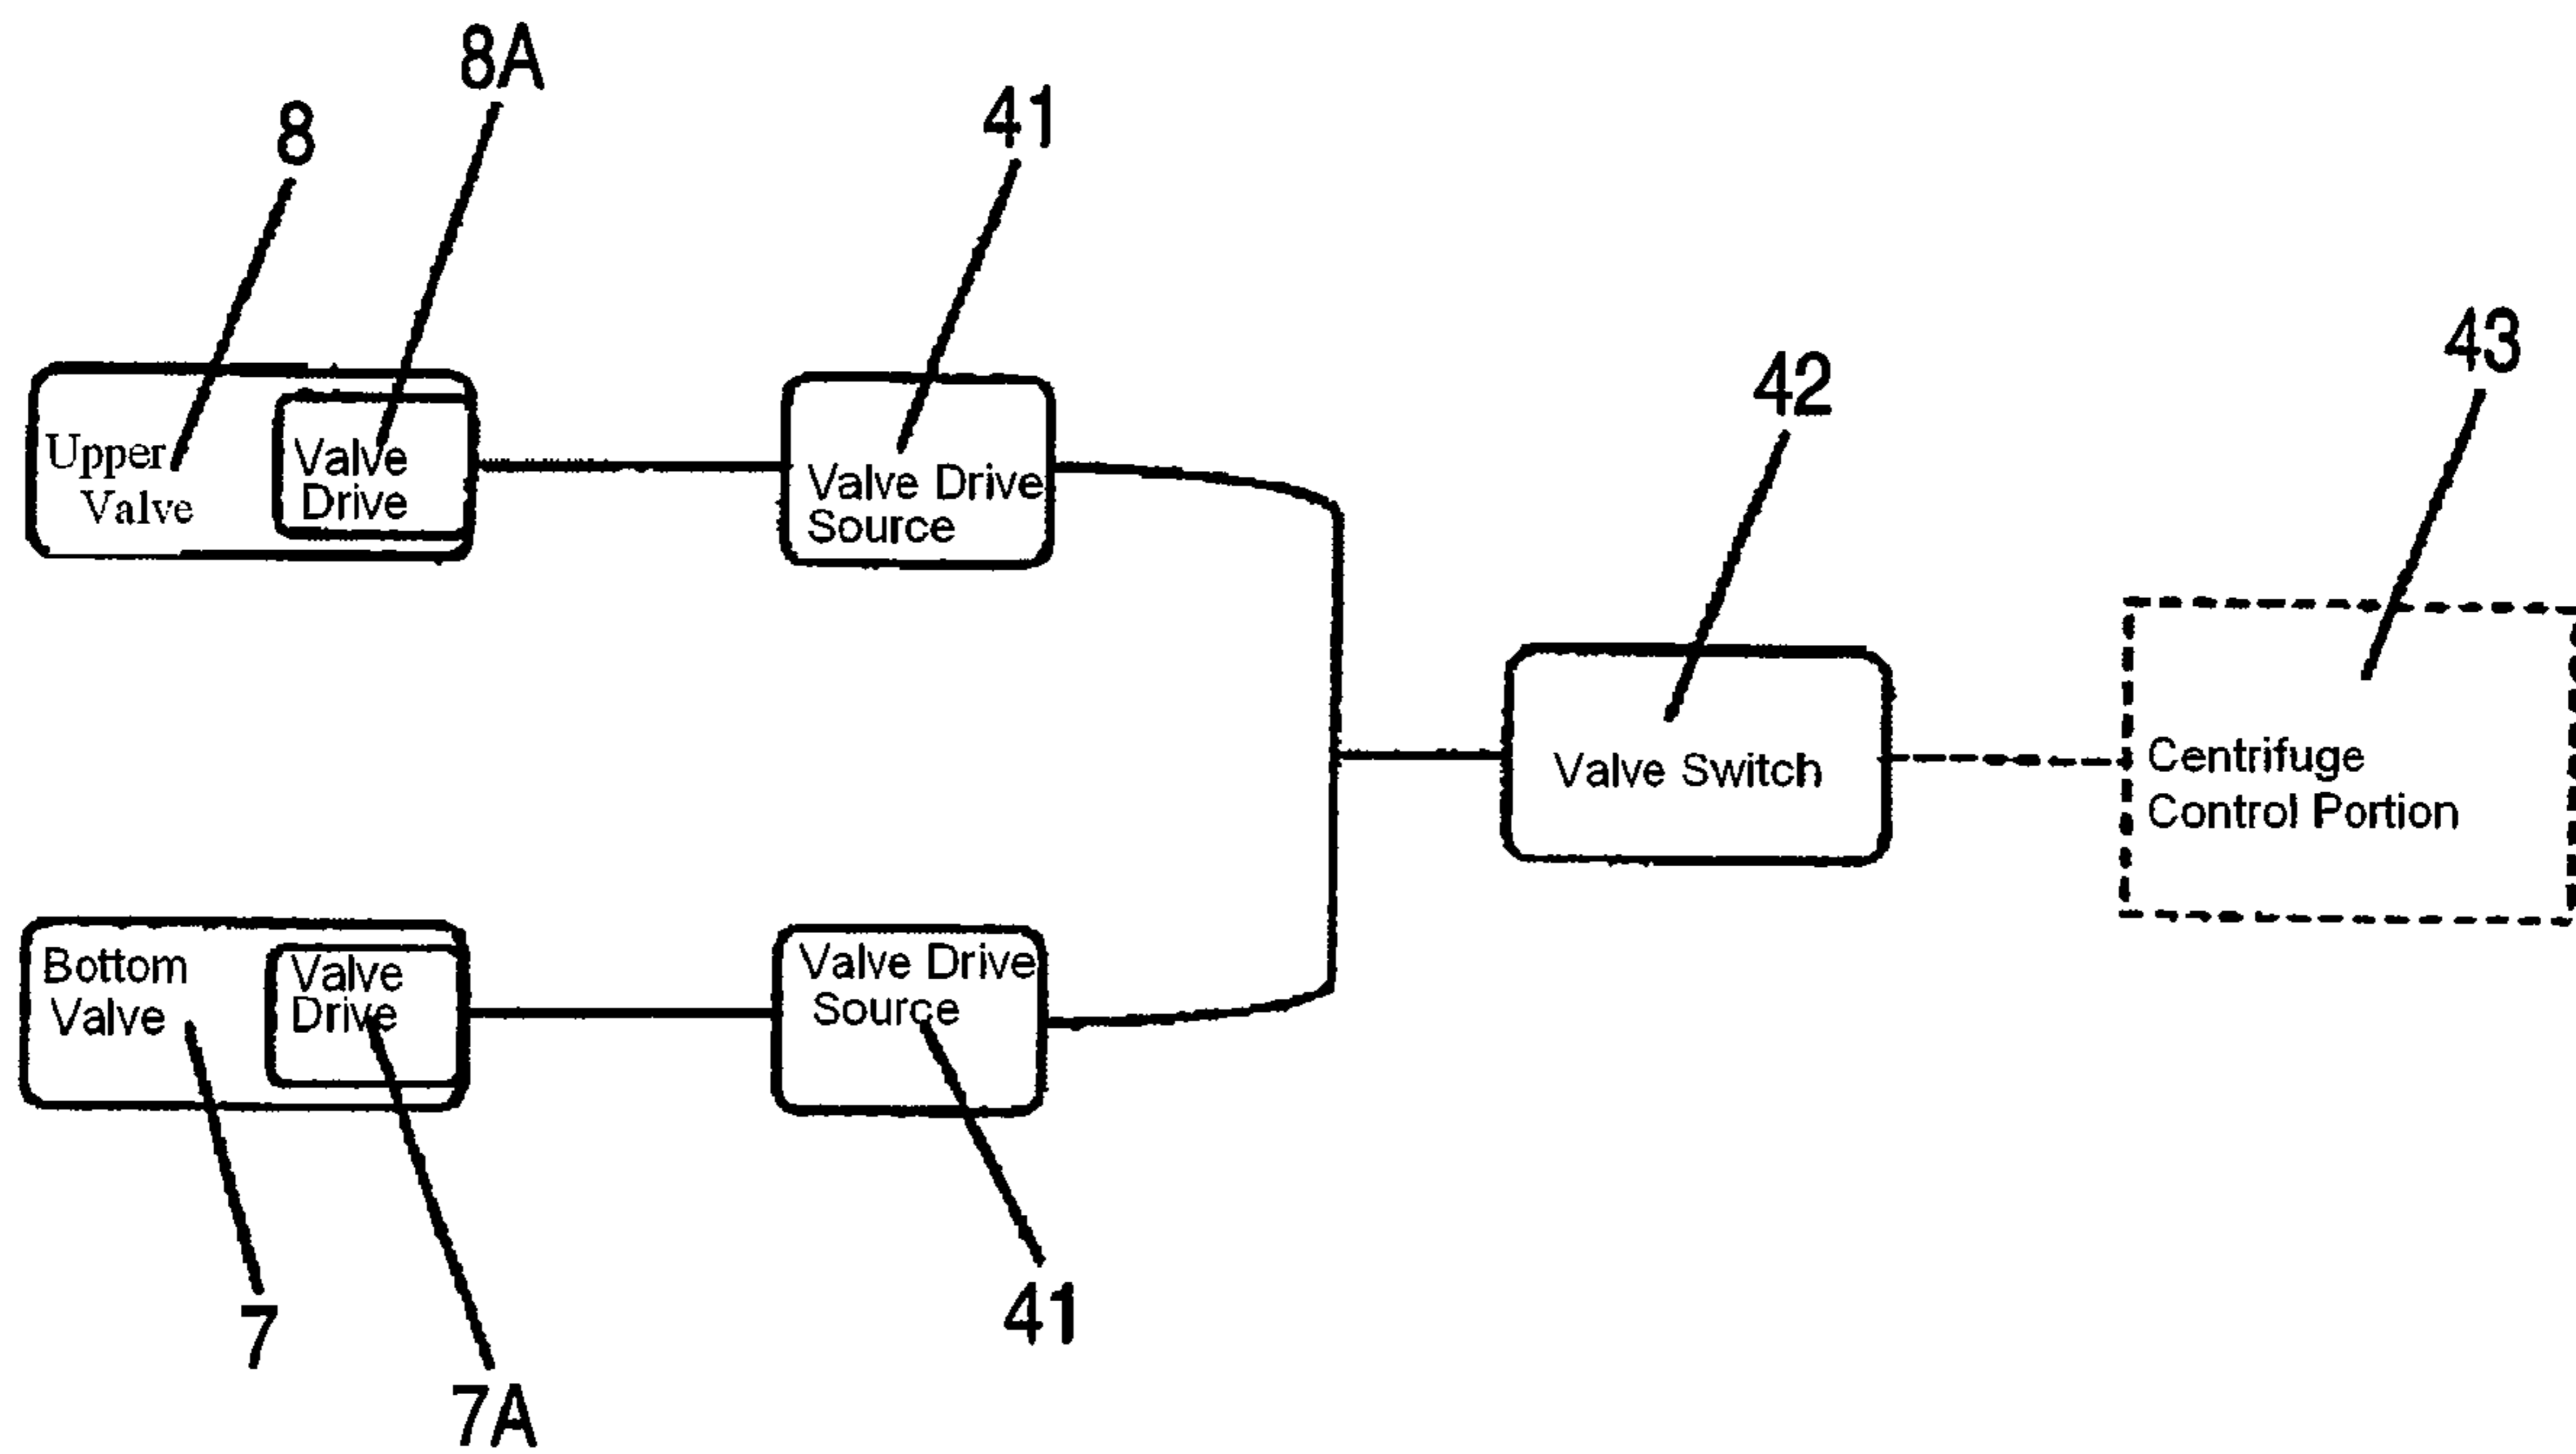 8A
8
41
42
43
Upper
Valve
Valve
Drive
Valve Drive
Source
Valve Switch
Centrifuge
Control Portion
Bottom
Valve
Valve
Drive
Valve Drive
Source
7
7A
41